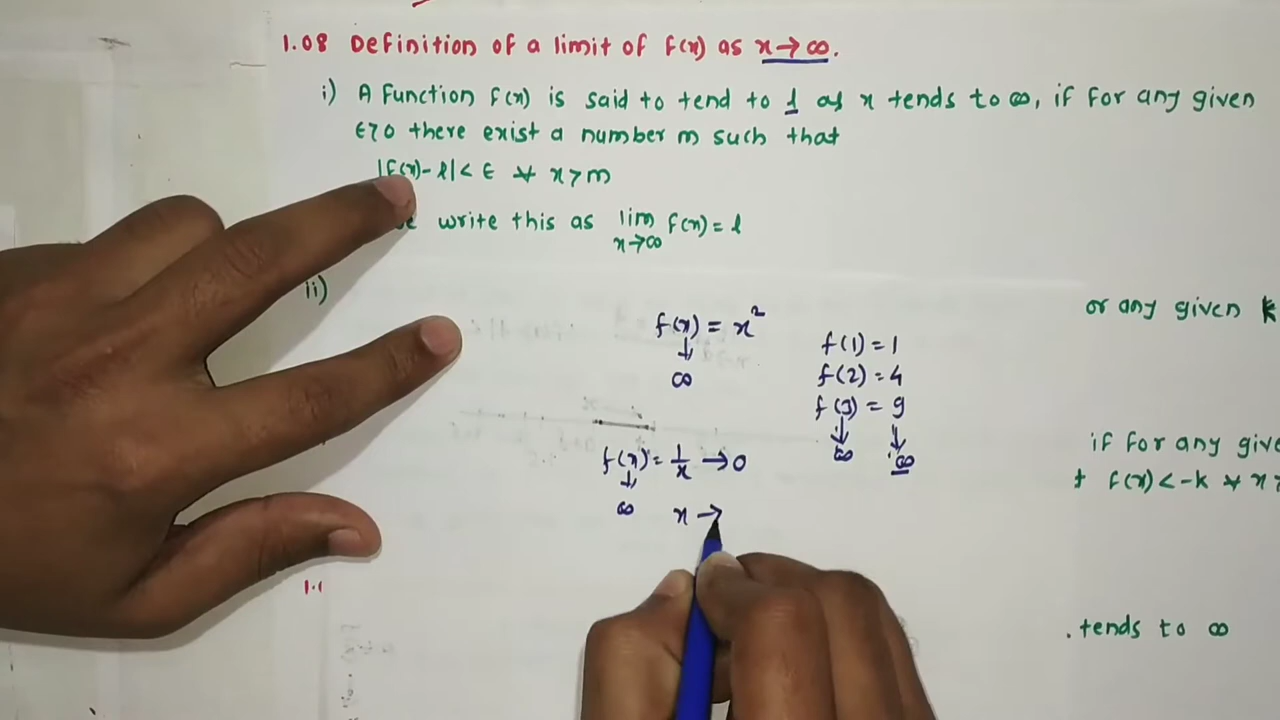 1.08 Definition of a limit of f(x) as x→∞.
i) A Function f(x) is said to tend to l as x tends to ∞, if for any given
ϵ>0 there exist a number m such that
|f(x)-l| < ϵ ∀ x>m
write this as lim x→∞ f(x) = l
ii)
or any given k
f(x) = x²
↓
∞
f(1) = 1
f(2) = 4
f(3) = 9
↓ ↓
∞ ∞
f(x) = 1/x → 0
↓
∞ x →
if for any give
f(x) < -k ∀ x >
1.1
tends to ∞